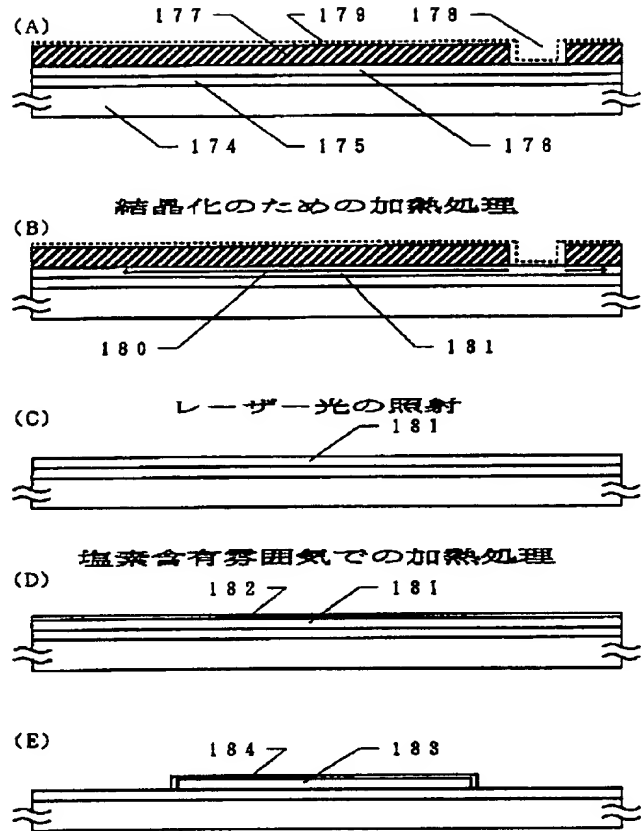 177 179 178
(A)
174 175 176
結晶化のための加熱処理
(B)
180 181
レーザー光の照射
(C)
181
塩素含有雰囲気での加熱処理
(D)
182 181
(E)
184 183